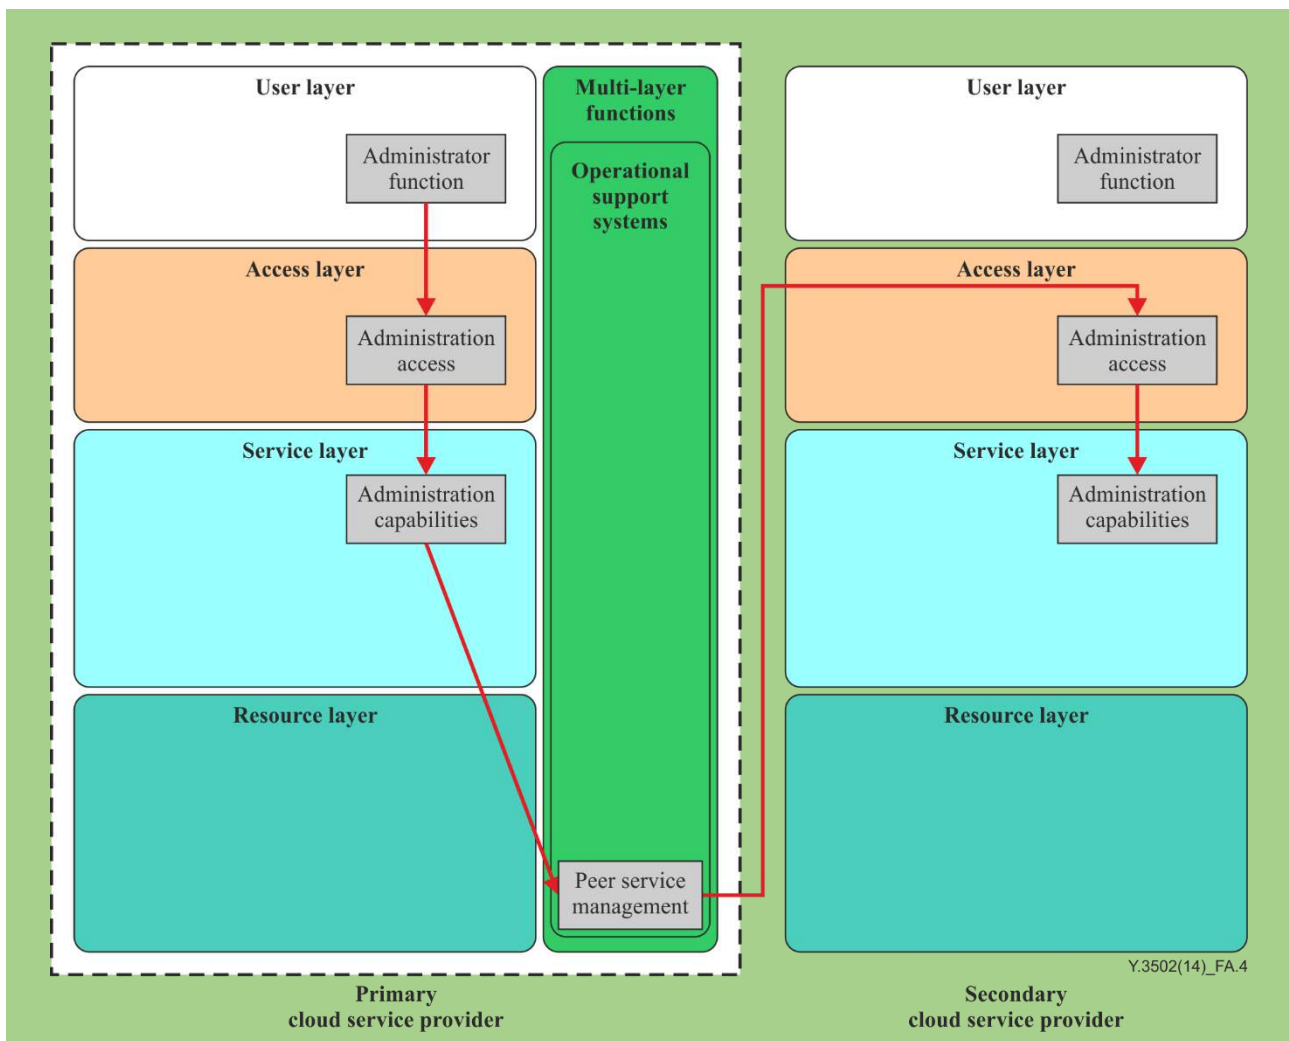 User layer
Administrator
function
Access layer
Administration
access
Service layer
Administration
capabilities
Resource layer
Multi-layer
functions
Operational
support
systems
Peer service
management
User layer
Administrator
function
Access layer
Administration
access
Service layer
Administration
capabilities
Resource layer
Y.3502(14)_FA.4
Primary
cloud service provider
Secondary
cloud service provider